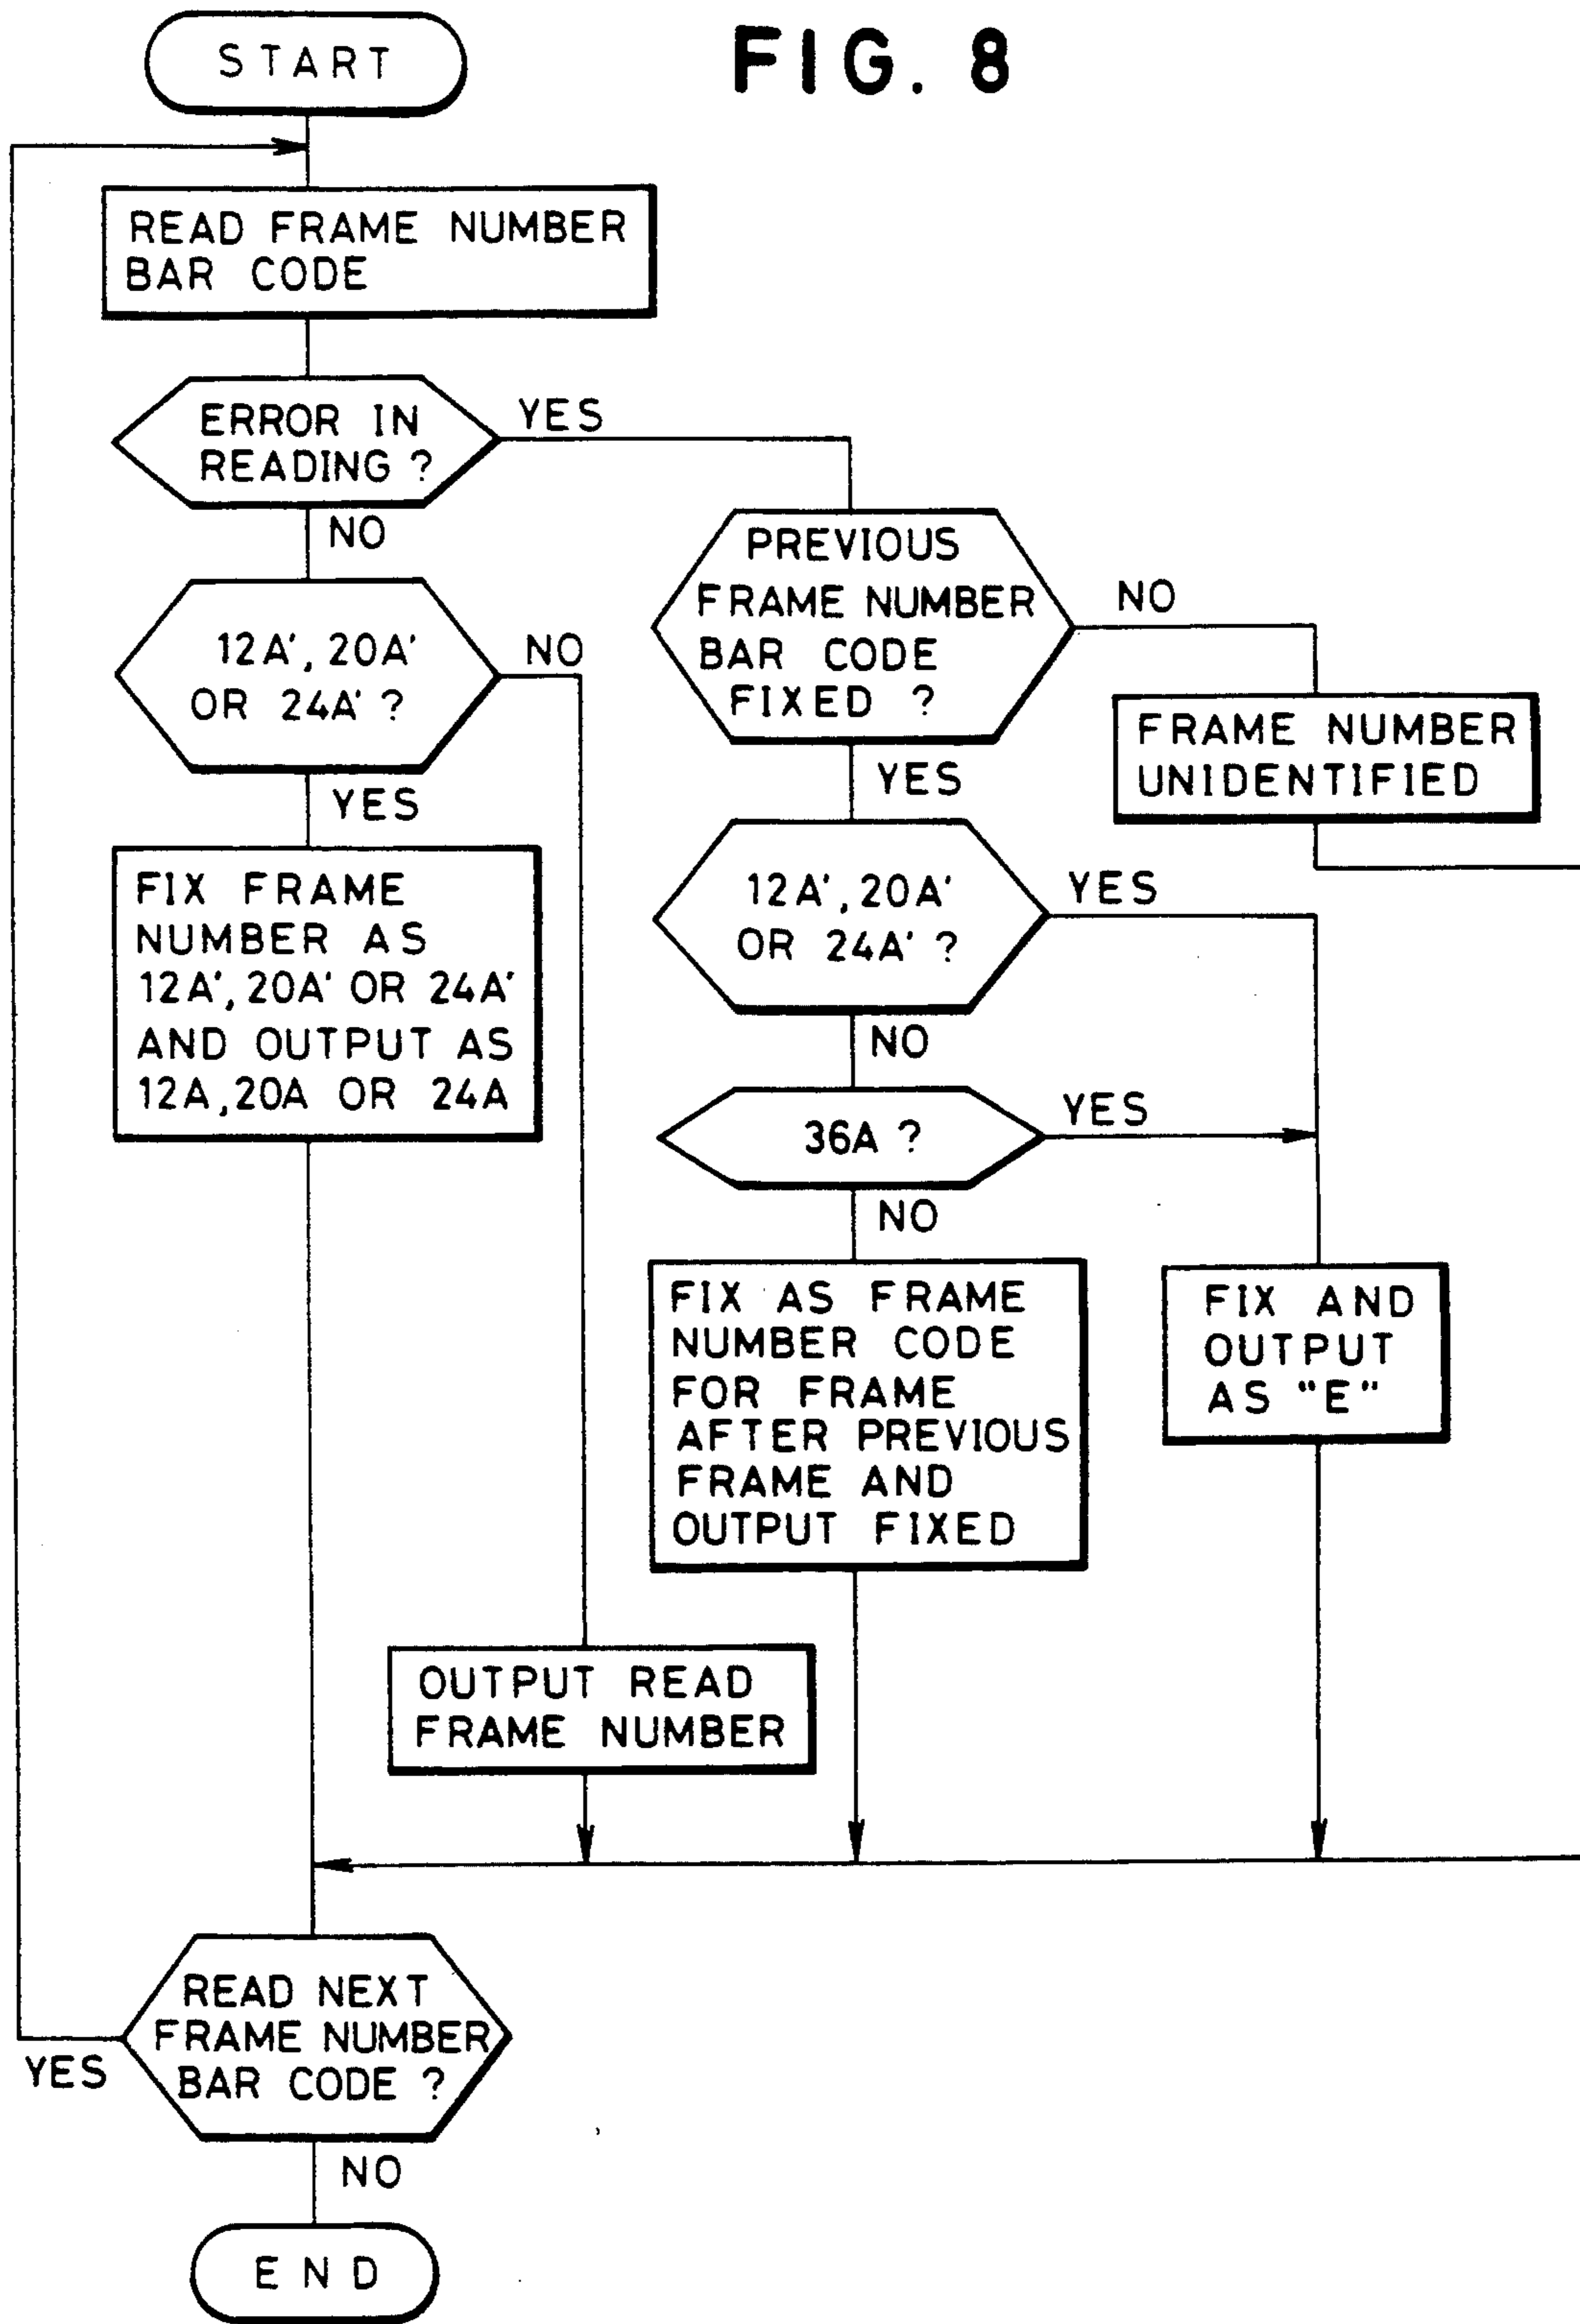 FIG. 8
START
READ FRAME NUMBER
BAR CODE
ERROR IN
READING ?
YES
NO
PREVIOUS
FRAME NUMBER
BAR CODE
FIXED ?
NO
YES
12A', 20A'
OR 24A' ?
NO
YES
FRAME NUMBER
UNIDENTIFIED
FIX FRAME
NUMBER AS
12A', 20A' OR 24A'
AND OUTPUT AS
12A, 20A OR 24A
12A', 20A'
OR 24A' ?
YES
NO
36A ?
YES
NO
FIX AS FRAME
NUMBER CODE
FOR FRAME
AFTER PREVIOUS
FRAME AND
OUTPUT FIXED
FIX AND
OUTPUT
AS "E"
OUTPUT READ
FRAME NUMBER
READ NEXT
FRAME NUMBER
BAR CODE ?
YES
NO
END